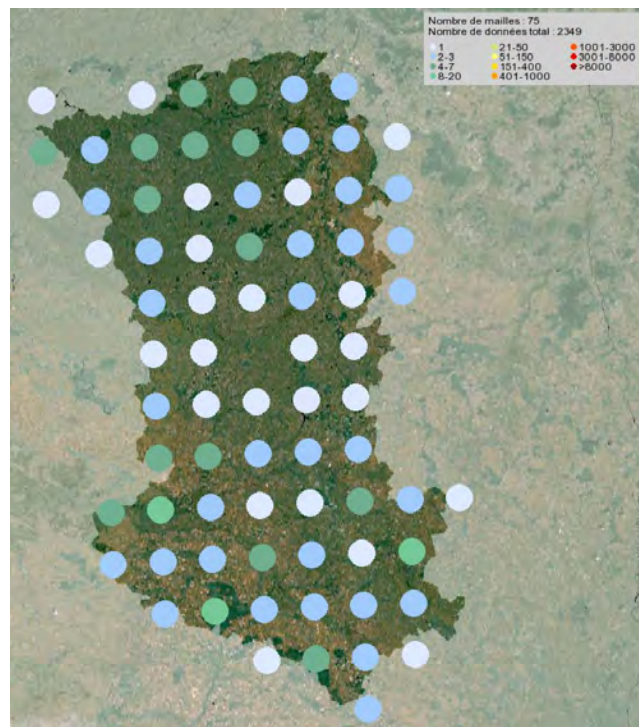 Nombre de mailles : 75
Nombre de données total : 2349
1 21-50 1001-3000
2-3 51-150 3001-8000
4-7 151-400 >8000
8-20 401-1000